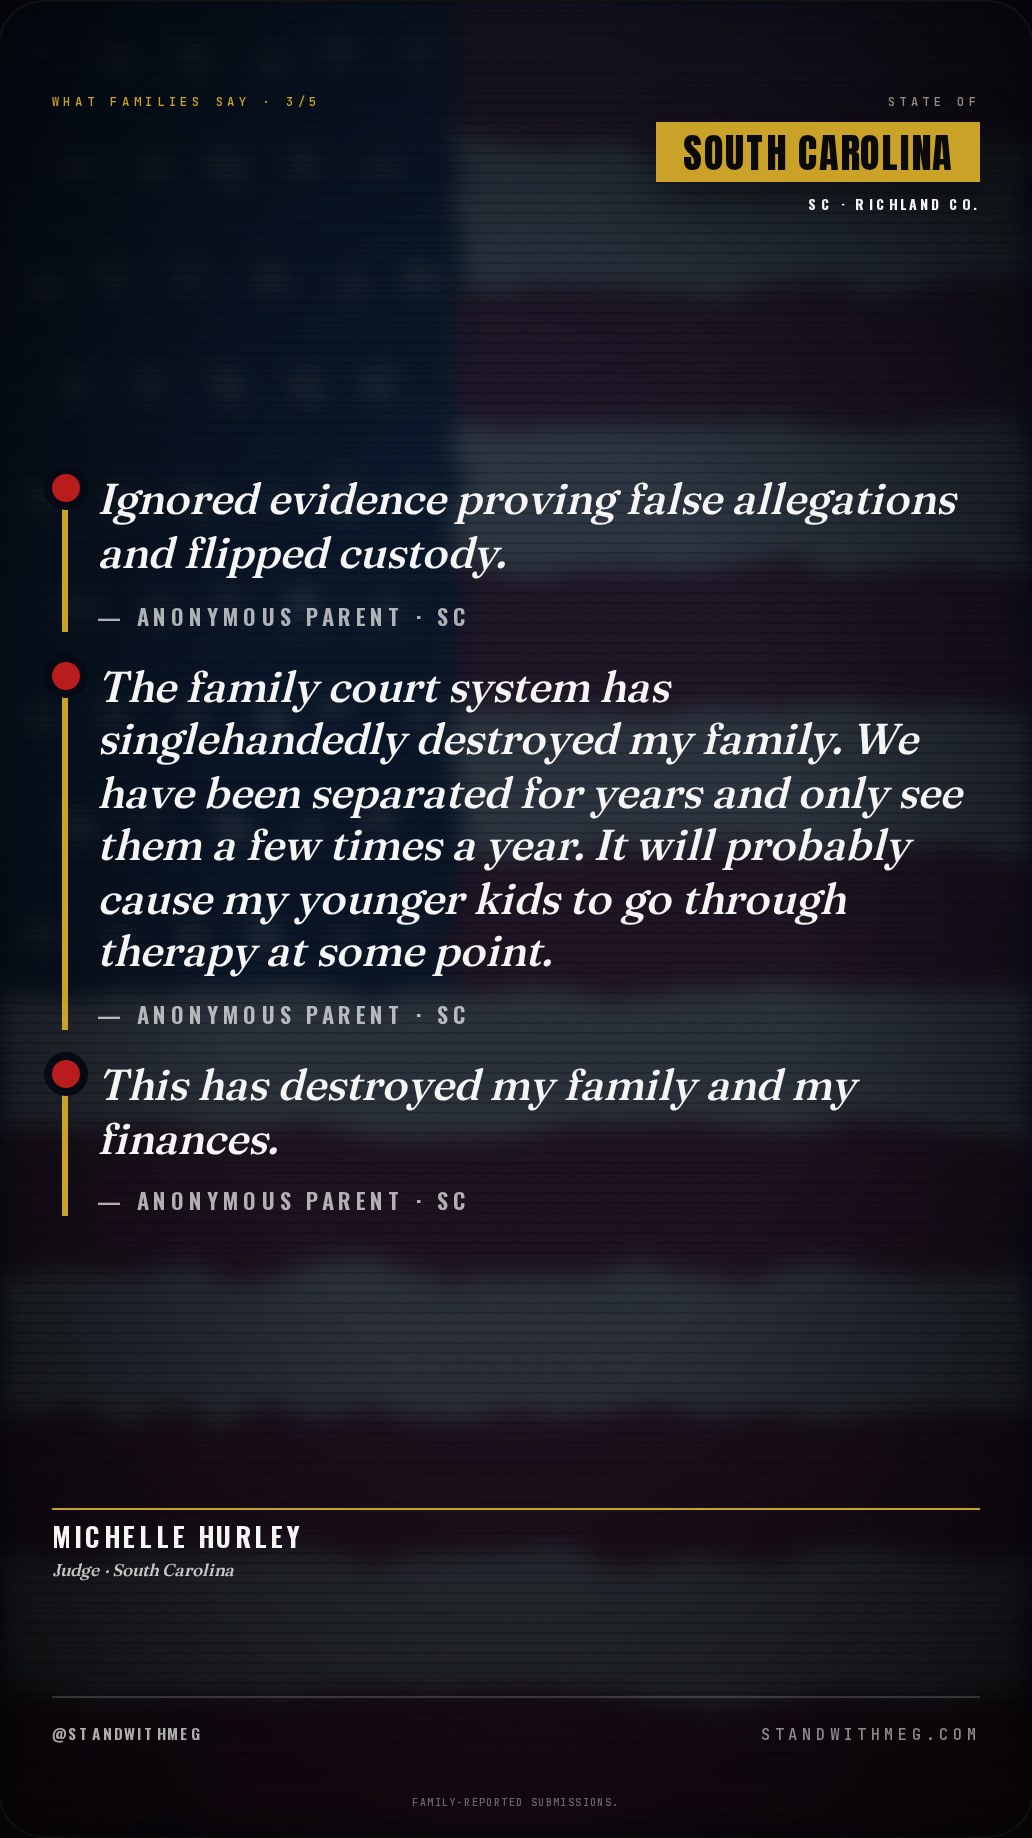 WHAT FAMILIES SAY · 3/5
STATE OF
SOUTH CAROLINA
SC · RICHLAND CO.
Ignored evidence proving false allegations
and flipped custody.
— ANONYMOUS PARENT · SC
The family court system has
singlehandedly destroyed my family. We
have been separated for years and only see
them a few times a year. It will probably
cause my younger kids to go through
therapy at some point.
— ANONYMOUS PARENT · SC
This has destroyed my family and my
finances.
— ANONYMOUS PARENT · SC
MICHELLE HURLEY
Judge · South Carolina
@STANDWITHMEG
STANDWITHMEG.COM
FAMILY-REPORTED SUBMISSIONS.